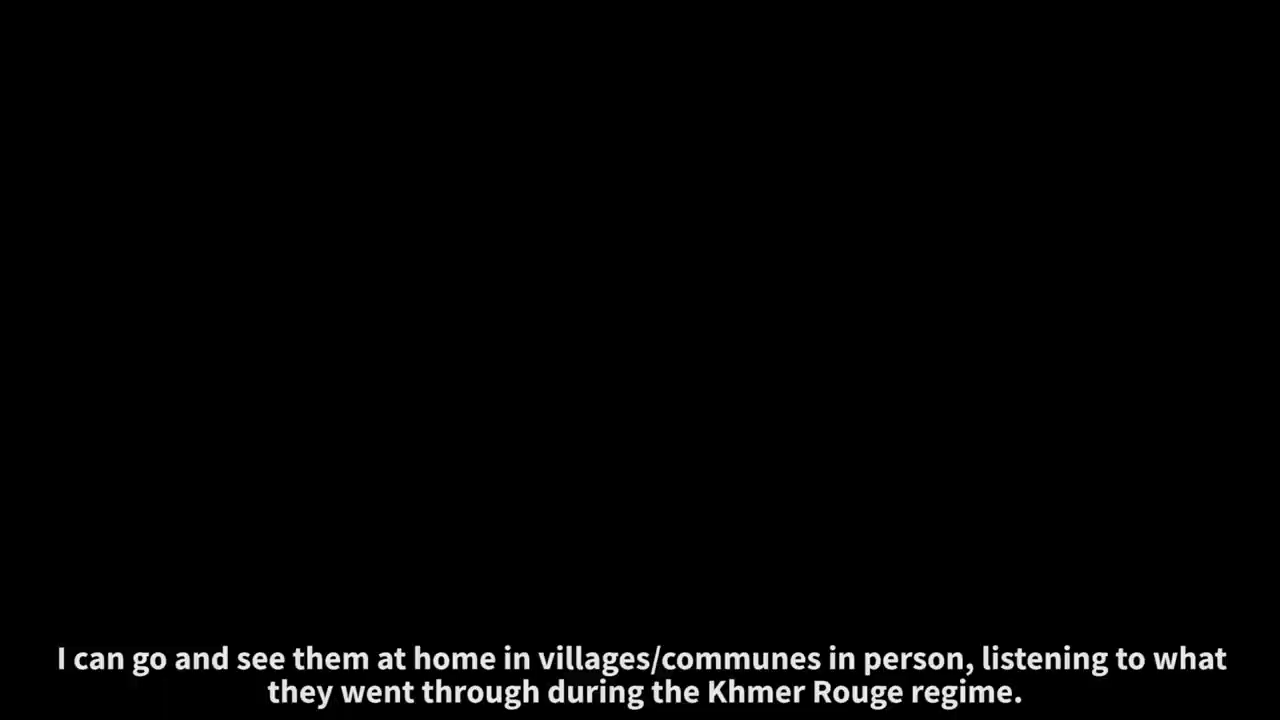 I can go and see them at home in villages/communes in person, listening to what
they went through during the Khmer Rouge regime.